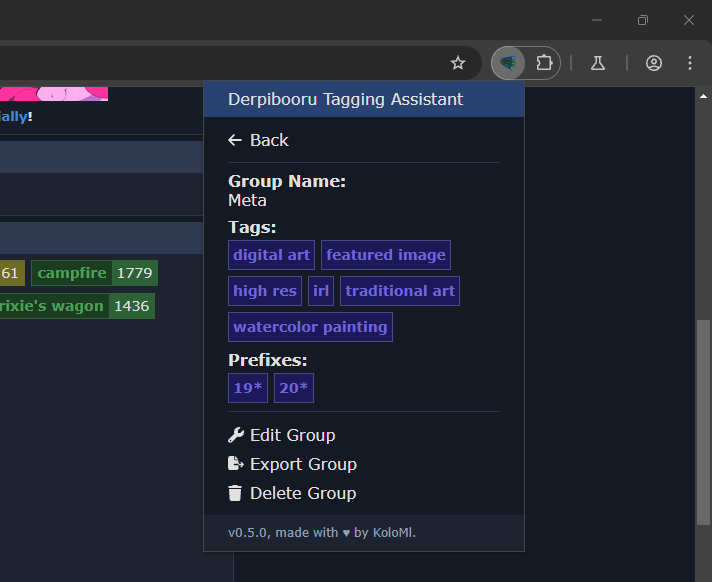 Derpibooru Tagging Assistant
ially!
Back
Group Name:
Meta
Tags:
digital art featured image
high res irl traditional art
watercolor painting
Prefixes:
19* 20*
61 campfire 1779
rixie's wagon 1436
Edit Group
Export Group
Delete Group
v0.5.0, made with ♥ by KoloMl.